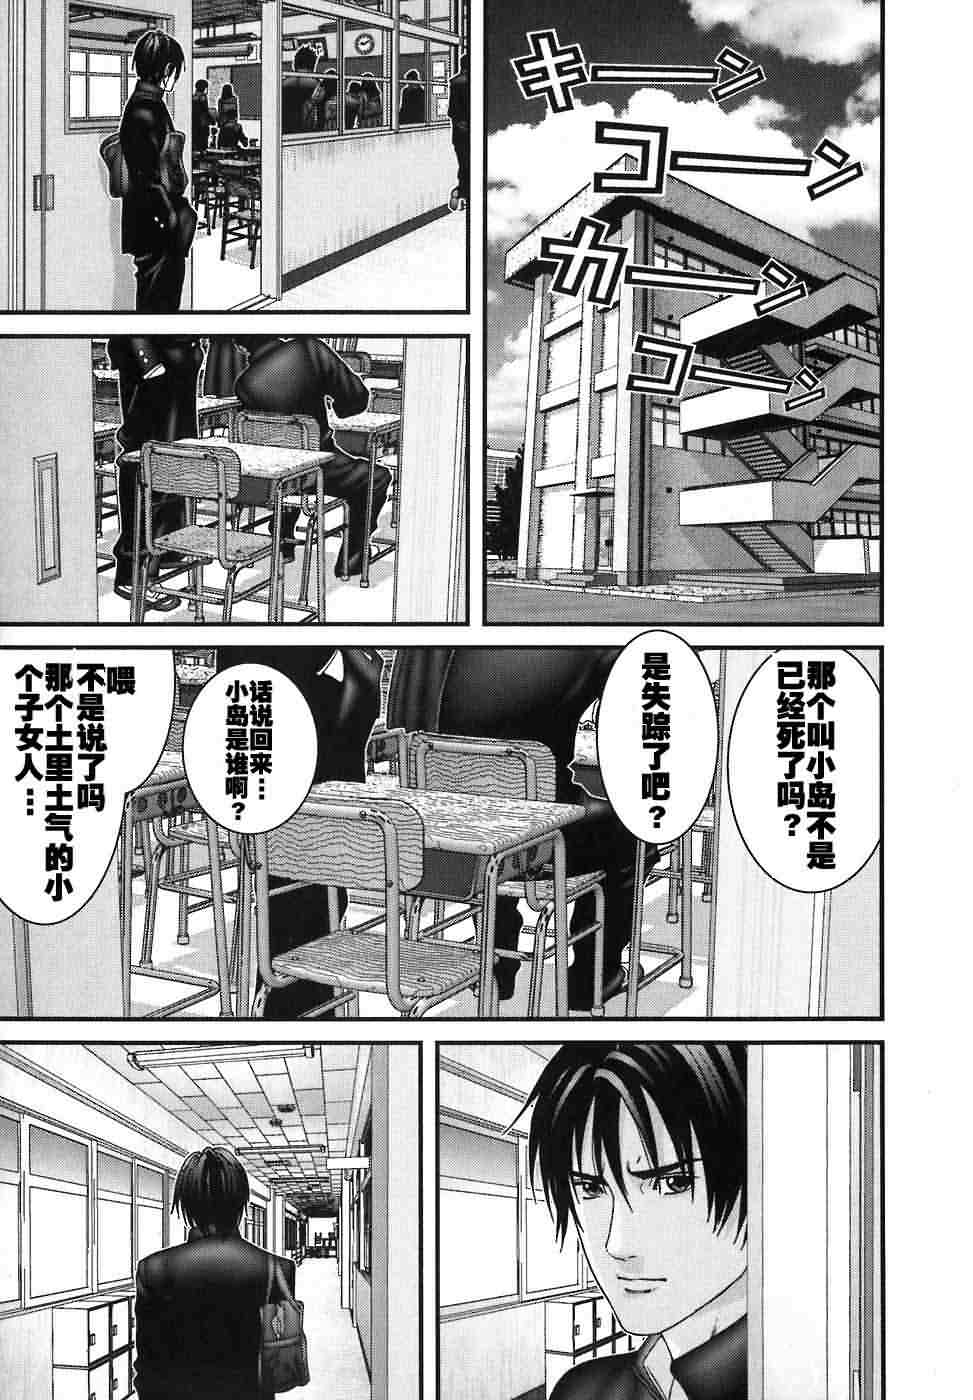 キーン
コーン
カーン
コーン
那个叫小岛不是
已经死了吗？
是失踪了吧？
话说回来…
小岛是谁啊？
喂
不是说了吗
那个土里土气的小
个子女人…